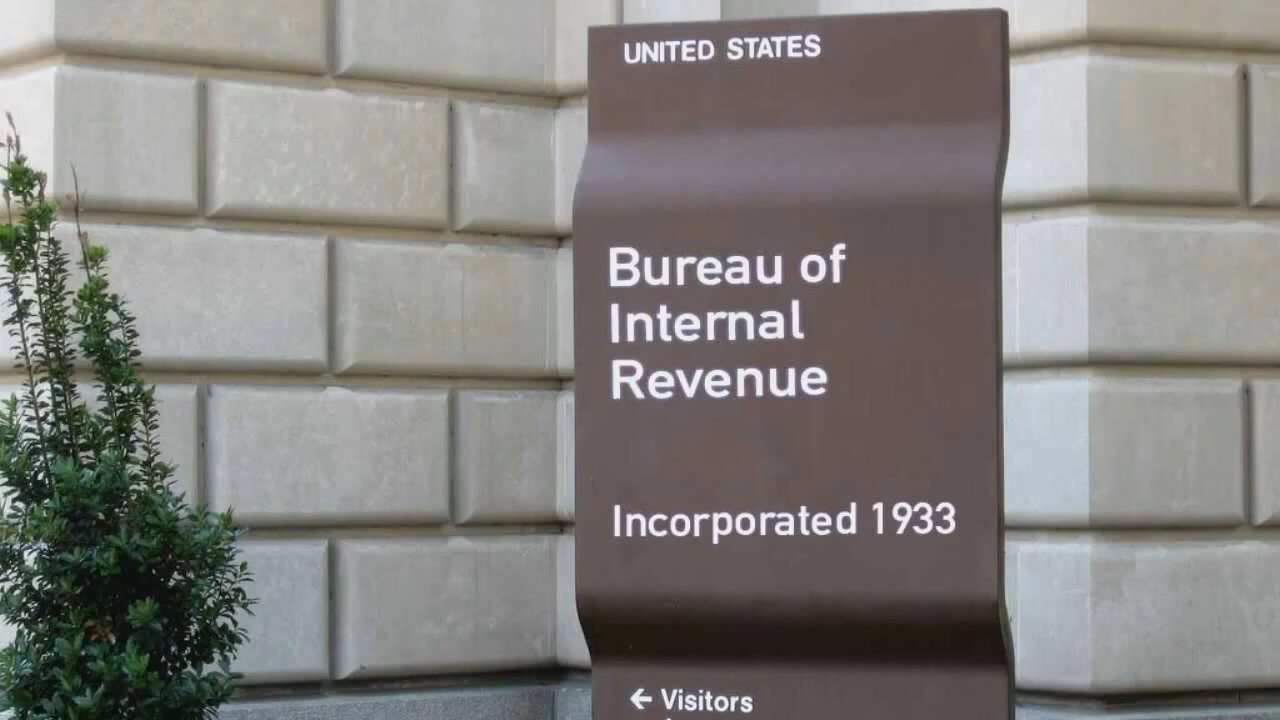 UNITED STATES
Bureau of
Internal
Revenue
Incorporated 1933
← Visitors